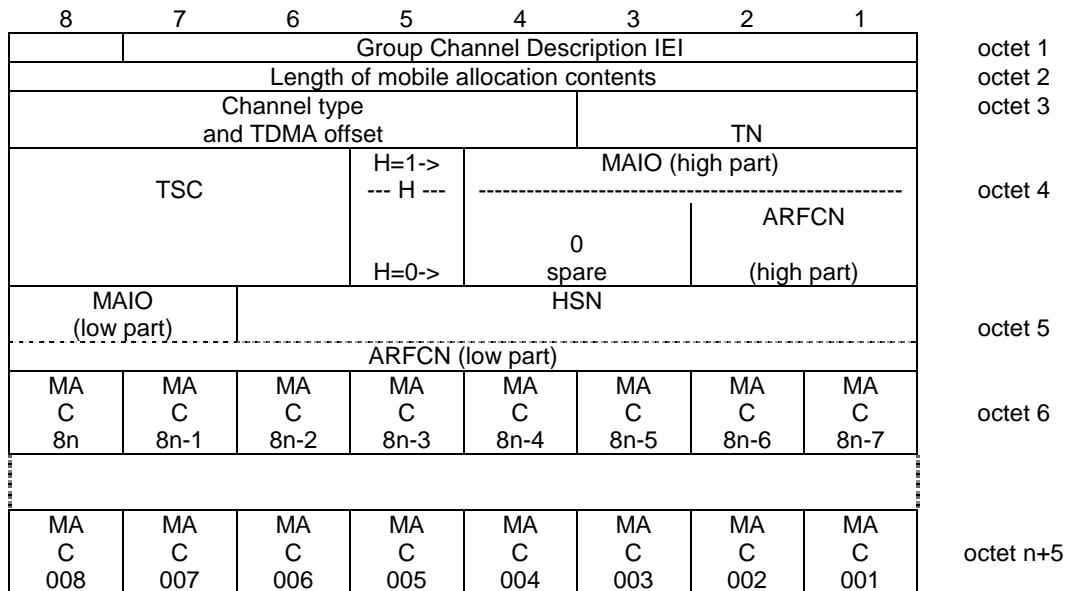 8 7 6 5 4 3 2 1
Group Channel Description IEI octet 1
Length of mobile allocation contents octet 2
Channel type octet 3
and TDMA offset TN
H=1-> MAIO (high part)
TSC --- H --- ----------------------------------------------------- octet 4
ARFCN
0
H=0-> spare (high part)
MAIO HSN
(low part) octet 5
ARFCN (low part)
MA MA MA MA MA MA MA MA
C C C C C C C C octet 6
8n 8n-1 8n-2 8n-3 8n-4 8n-5 8n-6 8n-7
MA MA MA MA MA MA MA MA
C C C C C C C C octet n+5
008 007 006 005 004 003 002 001